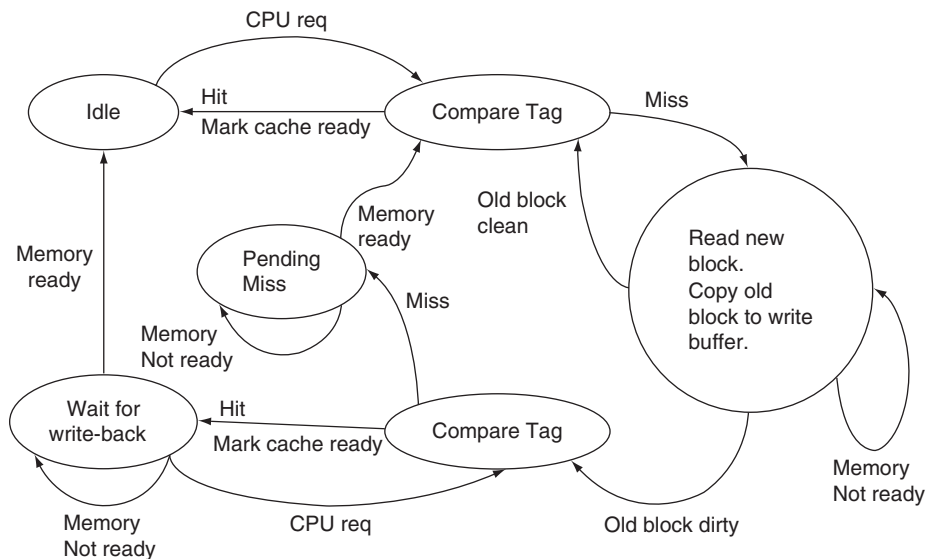 CPU req
Idle
Hit
Mark cache ready
Compare Tag
Miss
Memory
ready
Old block
clean
Read new
block.
Copy old
block to write
buffer.
Memory
ready
Pending
Miss
Miss
Memory
Not ready
Wait for
write-back
Hit
Mark cache ready
Compare Tag
Memory
Not ready
Memory
Not ready
CPU req
Old block dirty